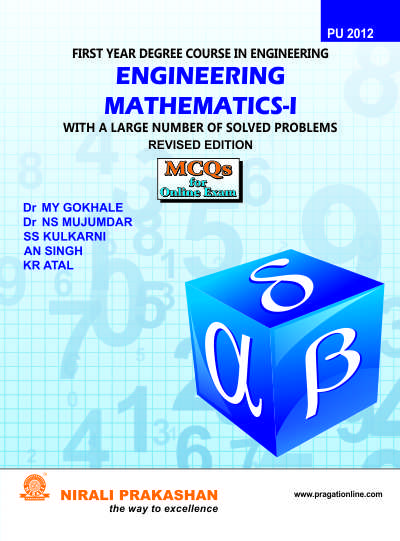 PU 2012
FIRST YEAR DEGREE COURSE IN ENGINEERING
ENGINEERING
MATHEMATICS-I
WITH A LARGE NUMBER OF SOLVED PROBLEMS
REVISED EDITION
MCQs
for
Online Exam
Dr MY GOKHALE
Dr NS MUJUMDAR
SS KULKARNI
AN SINGH
KR ATAL
δ
α
β
NIRALI PRAKASHAN
the way to excellence
www.pragationline.com